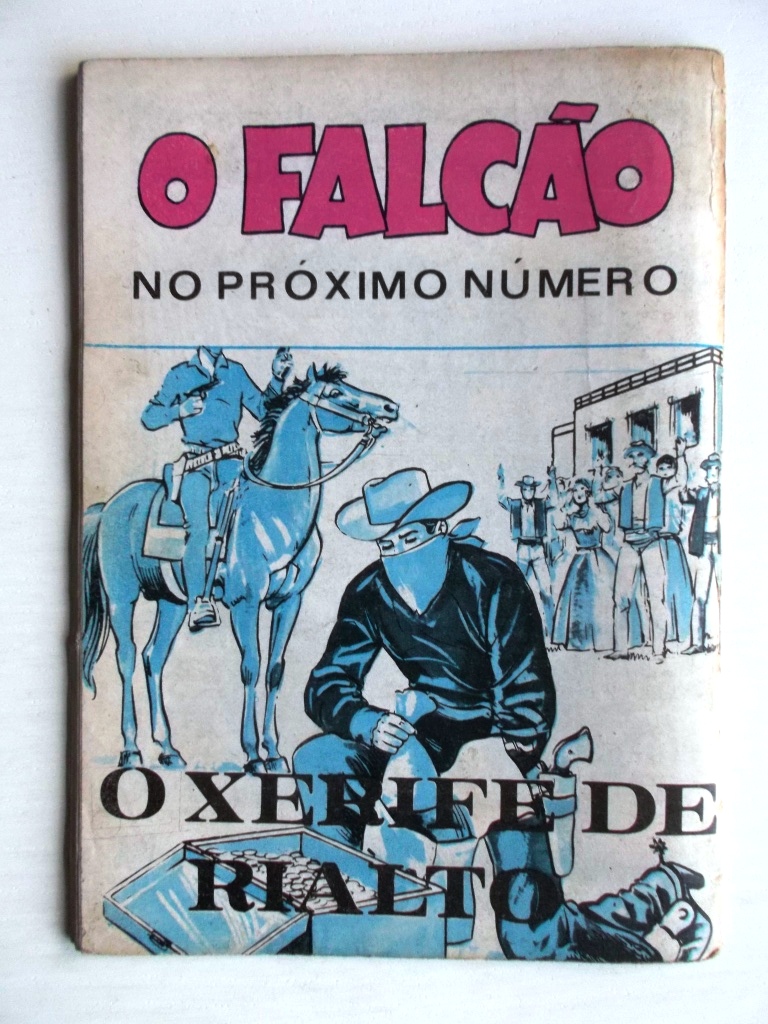 O FALCÃO
NO PRÓXIMO NÚMERO
O XERIFE DE
RIALTO